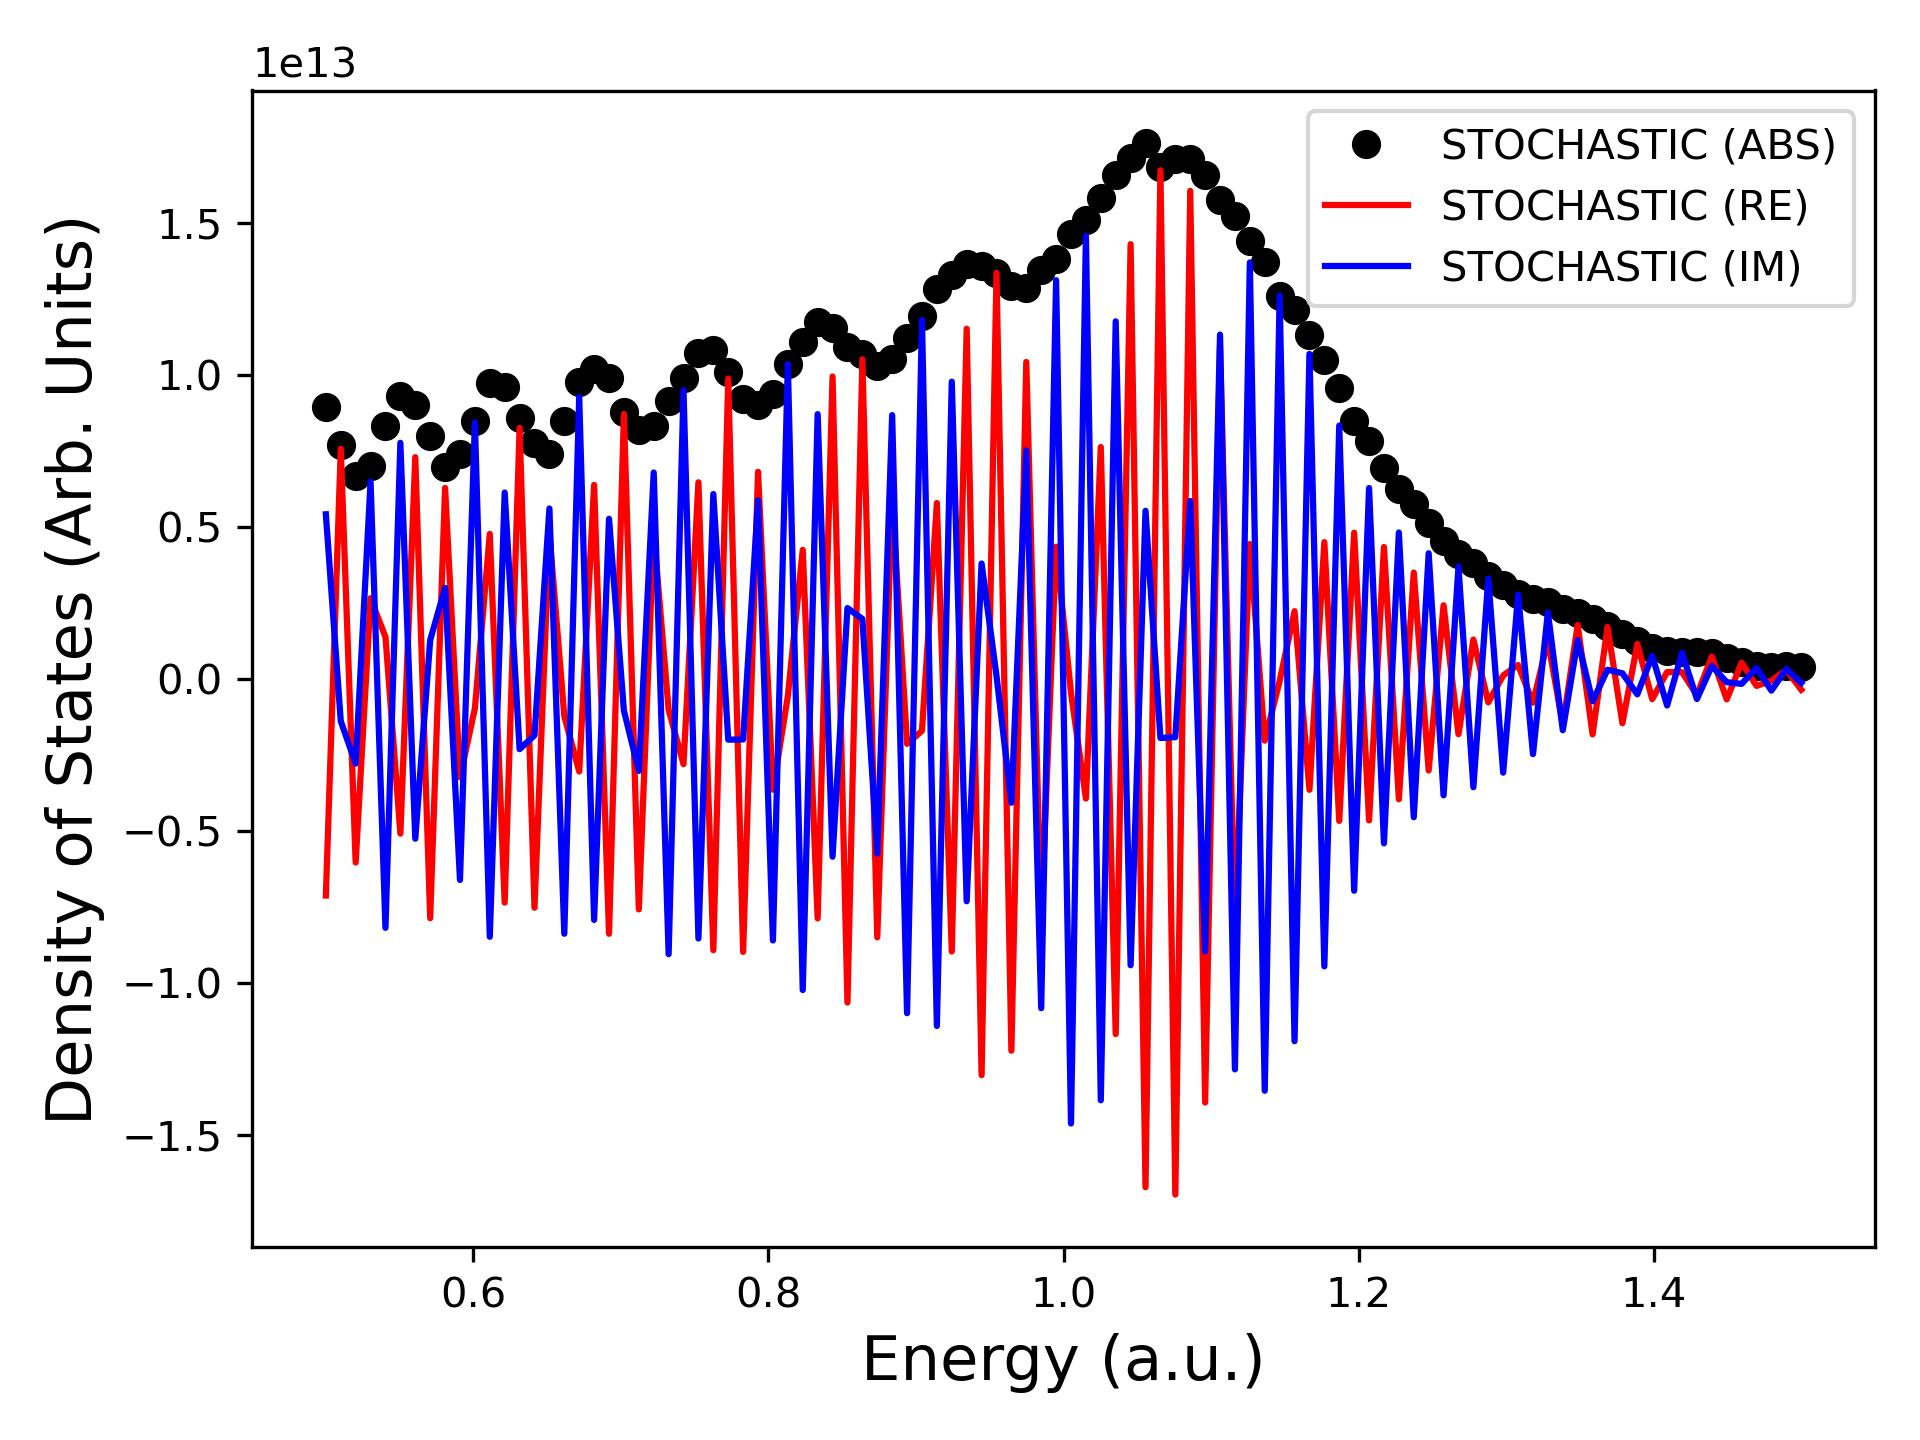 1e13
STOCHASTIC (ABS)
STOCHASTIC (RE)
STOCHASTIC (IM)
Density of States (Arb. Units)
1.5
1.0
0.5
0.0
−0.5
−1.0
−1.5
0.6 0.8 1.0 1.2 1.4
Energy (a.u.)